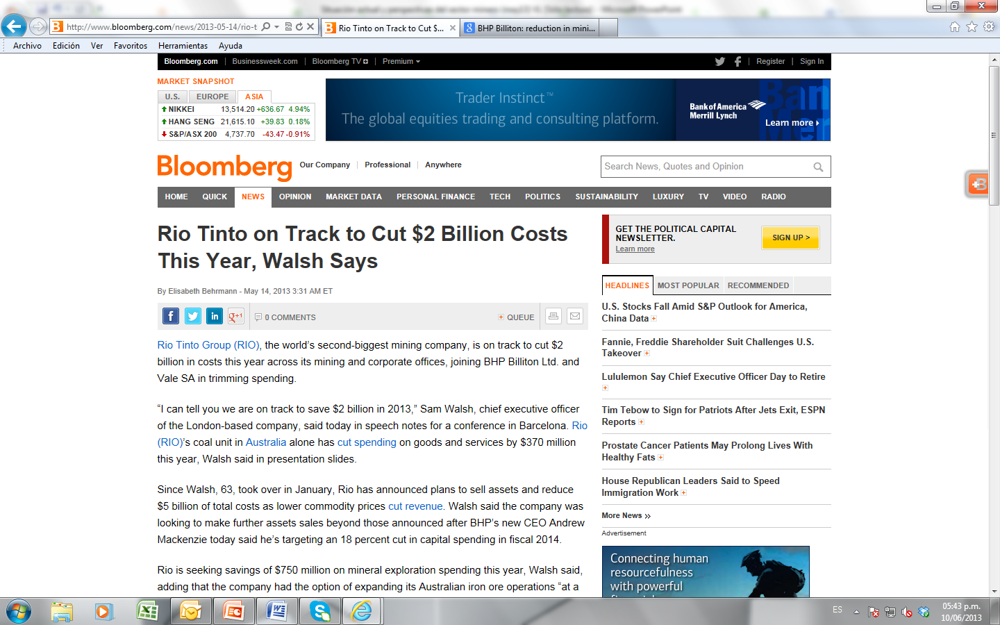 Situación actual y perspectivas del sector minero
Microsoft PowerPoint
http://www.bloomberg.com/news/2013-05-14/rio-t
Rio Tinto on Track to Cut $...
BHP Billiton: reduction in mini...
Archivo Edición Ver Favoritos Herramientas Ayuda
Bloomberg.com | Businessweek.com | Bloomberg TV | Premium
| Register | Sign In
MARKET SNAPSHOT
U.S. EUROPE ASIA
NIKKEI 13,514.20 +636.67 4.94%
HANG SENG 21,615.10 +39.83 0.18%
S&P/ASX 200 4,737.70 -43.47 -0.91%
Trader Instinct™
The global equities trading and consulting platform.
Bank of America
Merrill Lynch
Learn more
Bloomberg
Our Company | Professional | Anywhere
Search News, Quotes and Opinion
HOME QUICK NEWS OPINION MARKET DATA PERSONAL FINANCE TECH POLITICS SUSTAINABILITY LUXURY TV VIDEO RADIO
Rio Tinto on Track to Cut $2 Billion Costs
This Year, Walsh Says
By Elisabeth Behrmann - May 14, 2013 3:31 AM ET
0 COMMENTS
+ QUEUE
Rio Tinto Group (RIO), the world's second-biggest mining company, is on track to cut $2
billion in costs this year across its mining and corporate offices, joining BHP Billiton Ltd. and
Vale SA in trimming spending.
“I can tell you we are on track to save $2 billion in 2013,” Sam Walsh, chief executive officer
of the London-based company, said today in speech notes for a conference in Barcelona. Rio
(RIO)'s coal unit in Australia alone has cut spending on goods and services by $370 million
this year, Walsh said in presentation slides.
Since Walsh, 63, took over in January, Rio has announced plans to sell assets and reduce
$5 billion of total costs as lower commodity prices cut revenue. Walsh said the company was
looking to make further assets sales beyond those announced after BHP's new CEO Andrew
Mackenzie today said he's targeting an 18 percent cut in capital spending in fiscal 2014.
Rio is seeking savings of $750 million on mineral exploration spending this year, Walsh said,
adding that the company had the option of expanding its Australian iron ore operations “at a
GET THE POLITICAL CAPITAL
NEWSLETTER.
Learn more
SIGN UP >
HEADLINES MOST POPULAR RECOMMENDED
U.S. Stocks Fall Amid S&P Outlook for America,
China Data
Fannie, Freddie Shareholder Suit Challenges U.S.
Takeover
Lululemon Say Chief Executive Officer Day to Retire
Tim Tebow to Sign for Patriots After Jets Exit, ESPN
Reports
Prostate Cancer Patients May Prolong Lives With
Healthy Fats
House Republican Leaders Said to Speed
Immigration Work
More News »
Advertisement
Connecting human
resourcefulness
with powerful
ES
05:43 p.m.
10/06/2013